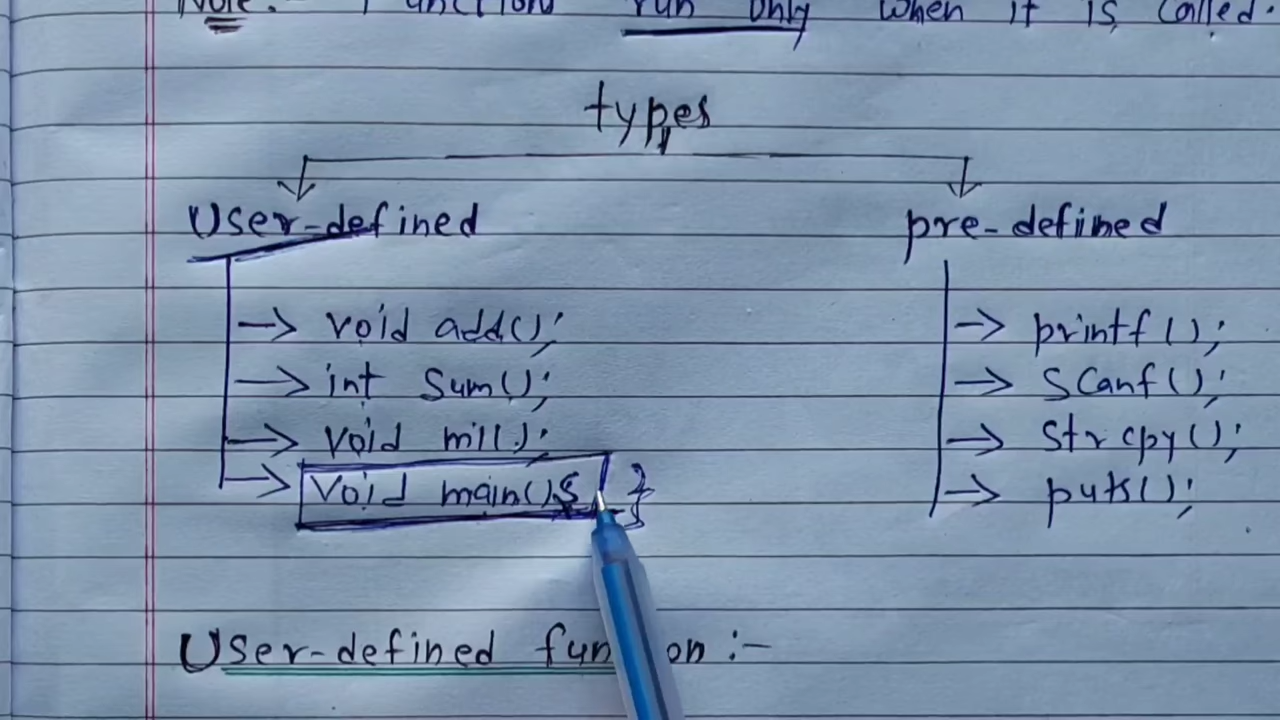 Note:- Function run only when it is called.
types
User-defined
pre-defined
→ void add();
→ printf();
→ int sum();
→ scanf();
→ void mil();
→ strcpy();
→ void main(){ }
→ puts();
User-defined fun on :-